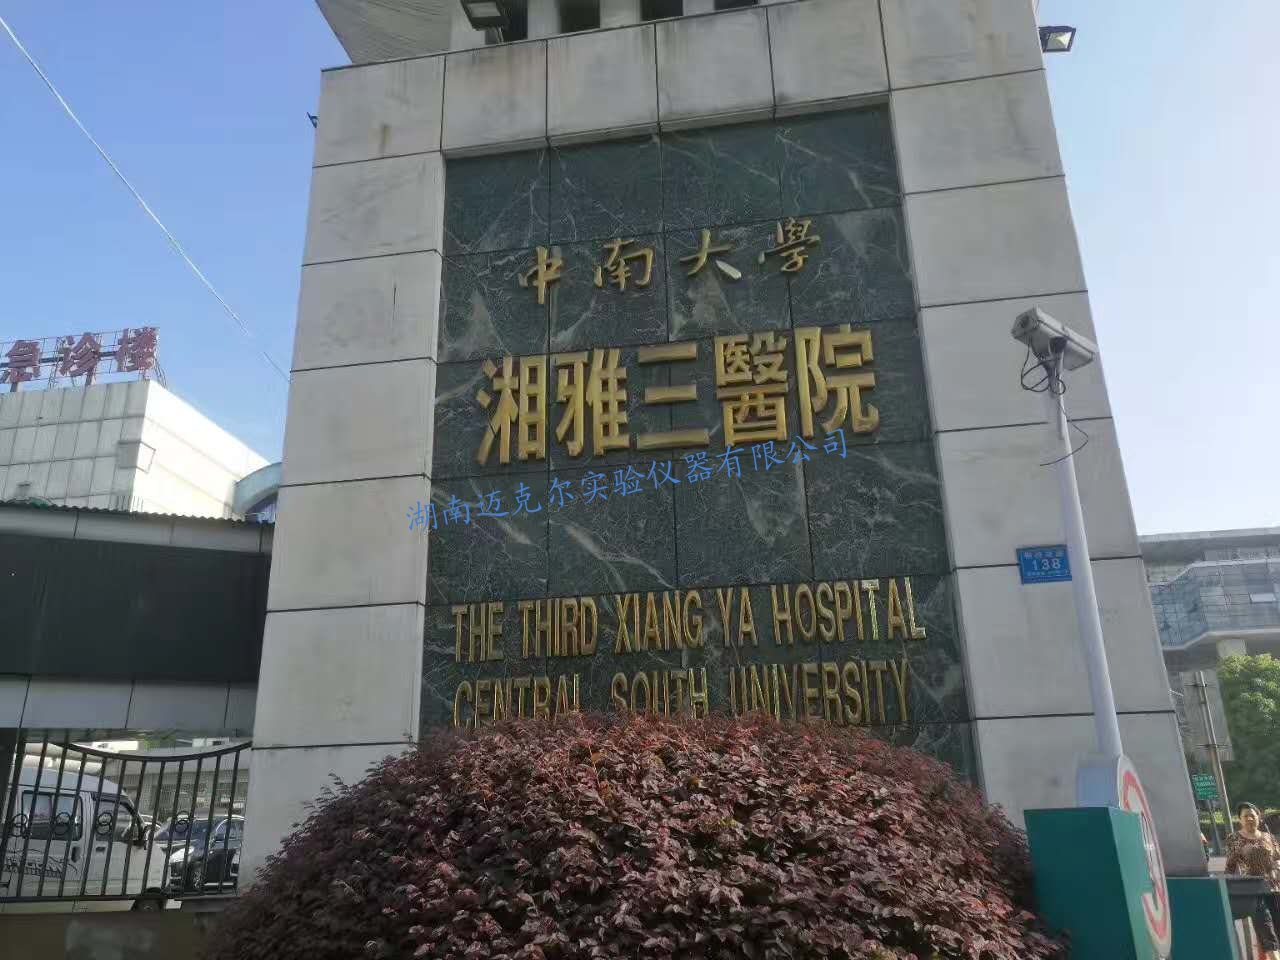 中南大學
湘雅三醫院
湖南迈克尔实验仪器有限公司
THE THIRD XIANG YA HOSPITAL
CENTRAL SOUTH UNIVERSITY
急诊楼
138